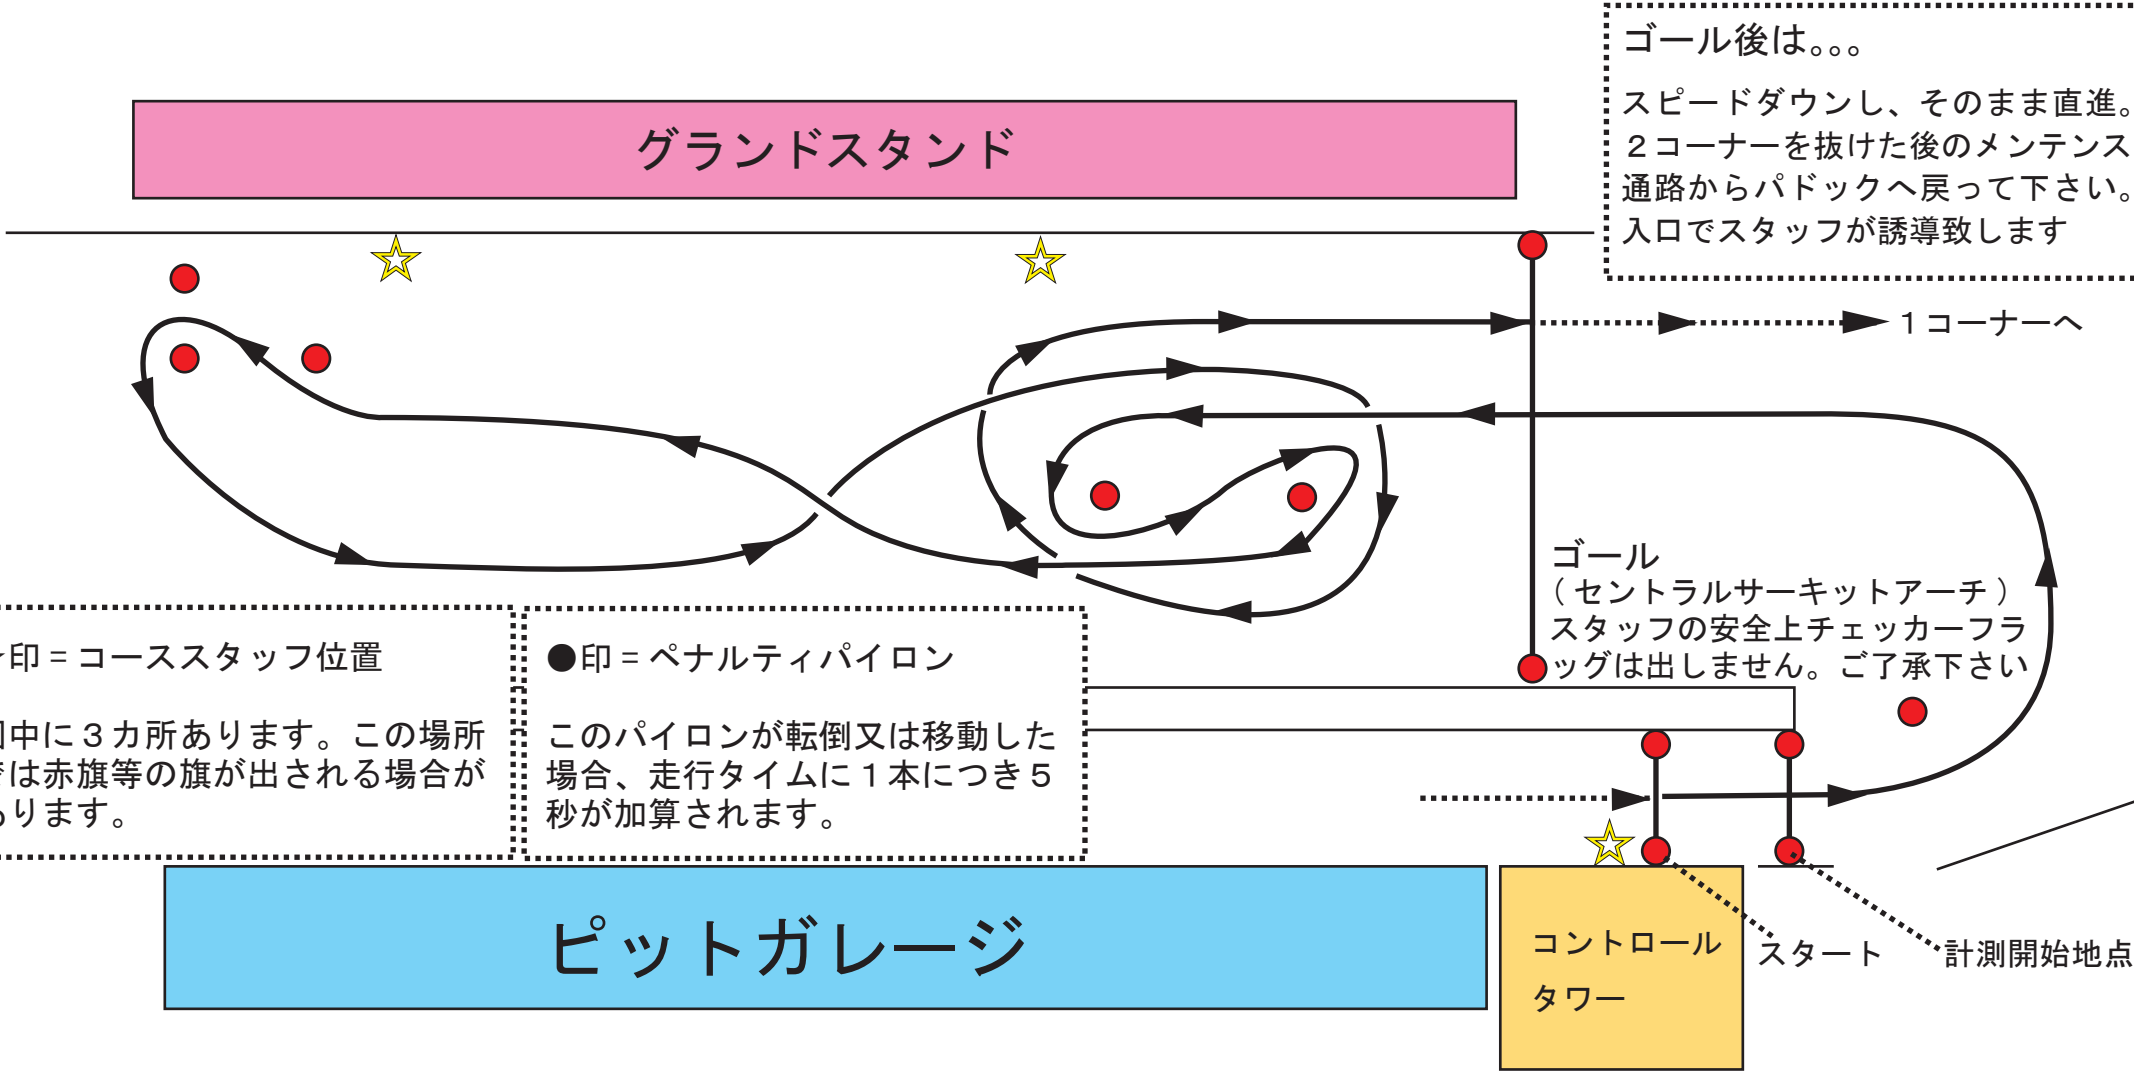 ゴール後は。。。
スピードダウンし、そのまま直進。
２コーナーを抜けた後のメンテンス
通路からパドックへ戻って下さい。
入口でスタッフが誘導致します
グランドスタンド
１コーナーへ
ゴール
（セントラルサーキットアーチ）
スタッフの安全上チェッカーフラ
ッグは出しません。ご了承下さい
印＝コーススタッフ位置
中に３カ所あります。この場所
は赤旗等の旗が出される場合が
ります。
●印＝ペナルティパイロン
このパイロンが転倒又は移動した
場合、走行タイムに１本につき５
秒が加算されます。
ピットガレージ
コントロール
タワー
スタート
計測開始地点